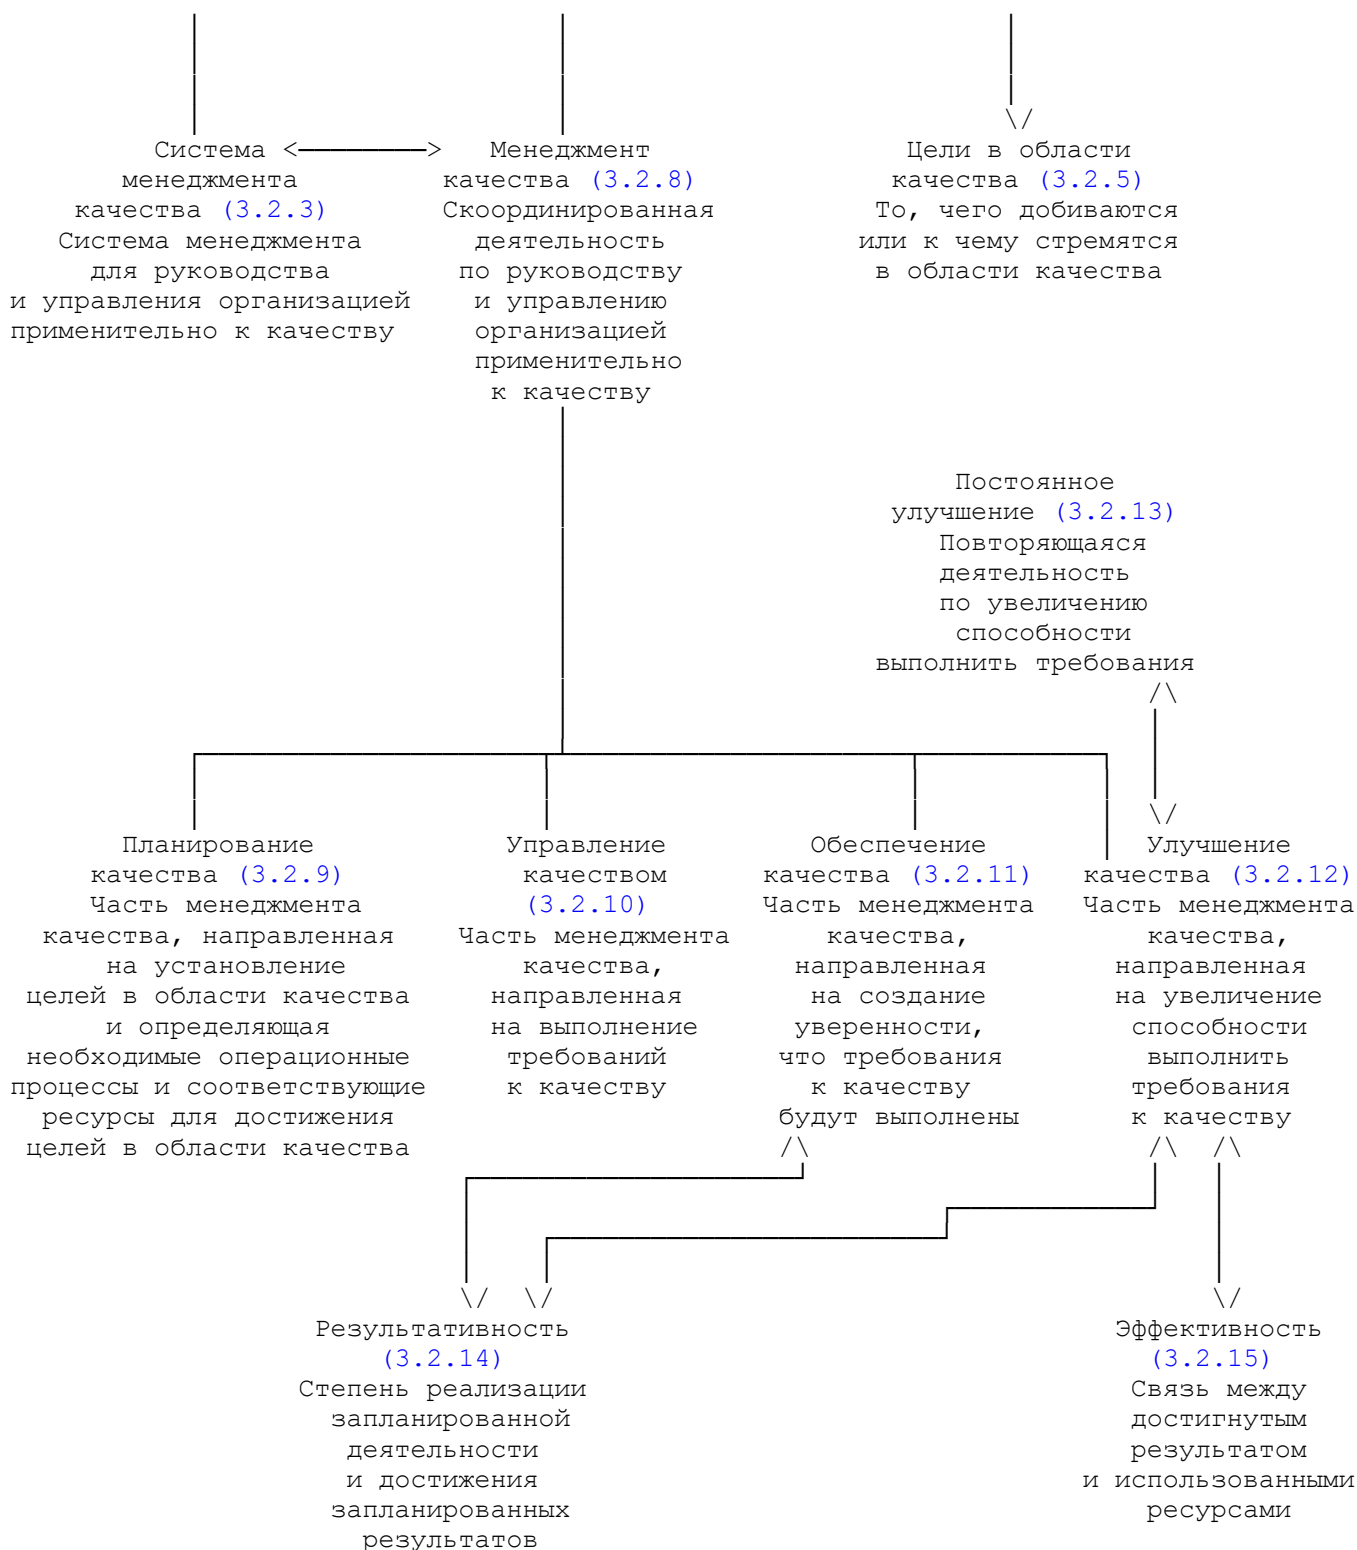 Система <————————> Менеджмент
менеджмента
качества (3.2.3)
Система менеджмента
для руководства
и управления организацией
применительно к качеству
качества (3.2.8)
Скоординированная
деятельность
по руководству
и управлению
организацией
применительно
к качеству
Цели в области
качества (3.2.5)
То, чего добиваются
или к чему стремятся
в области качества
Постоянное
улучшение (3.2.13)
Повторяющаяся
деятельность
по увеличению
способности
выполнить требования
Планирование
качества (3.2.9)
Часть менеджмента
качества, направленная
на установление
целей в области качества
и определяющая
необходимые операционные
процессы и соответствующие
ресурсы для достижения
целей в области качества
Управление
качеством
(3.2.10)
Часть менеджмента
качества,
направленная
на выполнение
требований
к качеству
Обеспечение
качества (3.2.11)
Часть менеджмента
качества,
направленная
на создание
уверенности,
что требования
к качеству
будут выполнены
Улучшение
качества (3.2.12)
Часть менеджмента
качества,
направленная
на увеличение
способности
выполнить
требования
к качеству
Результативность
(3.2.14)
Степень реализации
запланированной
деятельности
и достижения
запланированных
результатов
Эффективность
(3.2.15)
Связь между
достигнутым
результатом
и использованными
ресурсами